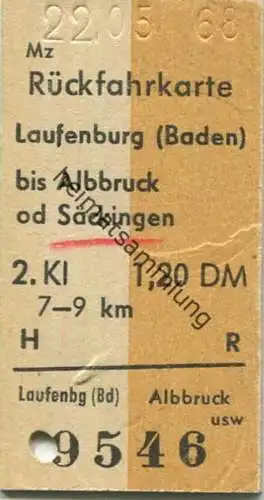 22.05 68
Mz
Rückfahrkarte
Laufenburg (Baden)
bis Albbruck
od Säckingen
2. Kl 1,20 DM
7–9 km
H R
Laufenbg (Bd) Albbruck
usw
9546
heimatsammlung